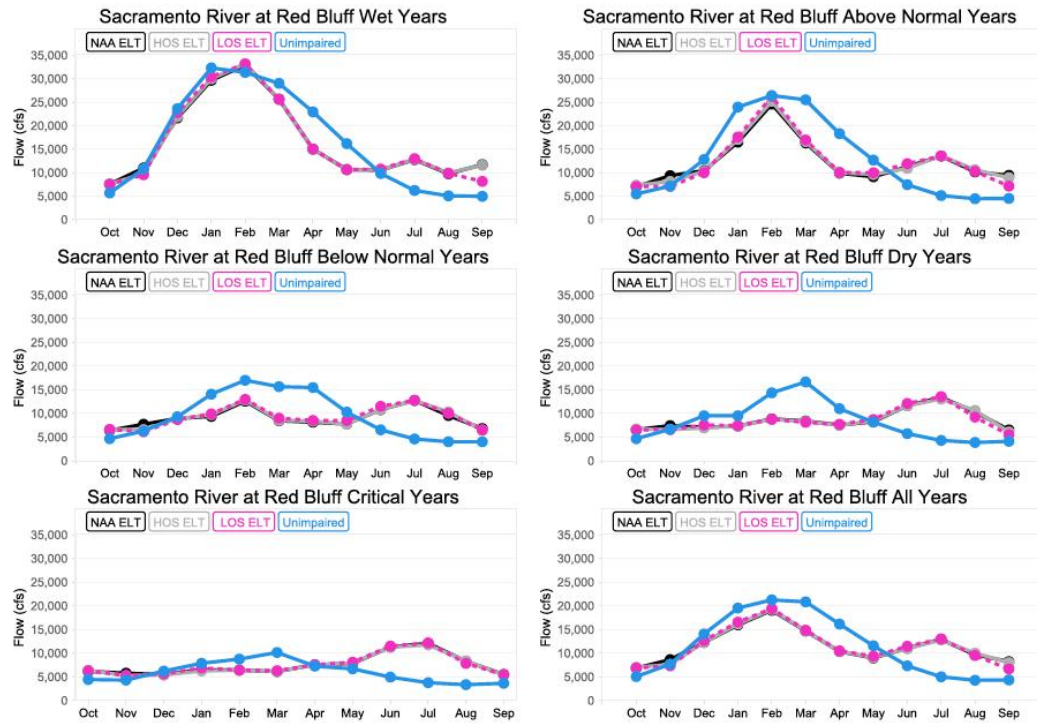 Sacramento River at Red Bluff Wet Years
NAA ELT HOS ELT LOS ELT Unimpaired
Flow (cfs)
35,000
30,000
25,000
20,000
15,000
10,000
5,000
0
Oct Nov Dec Jan Feb Mar Apr May Jun Jul Aug Sep
Sacramento River at Red Bluff Above Normal Years
NAA ELT HOS ELT LOS ELT Unimpaired
Flow (cfs)
35,000
30,000
25,000
20,000
15,000
10,000
5,000
0
Oct Nov Dec Jan Feb Mar Apr May Jun Jul Aug Sep
Sacramento River at Red Bluff Below Normal Years
NAA ELT HOS ELT LOS ELT Unimpaired
Flow (cfs)
35,000
30,000
25,000
20,000
15,000
10,000
5,000
0
Oct Nov Dec Jan Feb Mar Apr May Jun Jul Aug Sep
Sacramento River at Red Bluff Dry Years
NAA ELT HOS ELT LOS ELT Unimpaired
Flow (cfs)
35,000
30,000
25,000
20,000
15,000
10,000
5,000
0
Oct Nov Dec Jan Feb Mar Apr May Jun Jul Aug Sep
Sacramento River at Red Bluff Critical Years
NAA ELT HOS ELT LOS ELT Unimpaired
Flow (cfs)
35,000
30,000
25,000
20,000
15,000
10,000
5,000
0
Oct Nov Dec Jan Feb Mar Apr May Jun Jul Aug Sep
Sacramento River at Red Bluff All Years
NAA ELT HOS ELT LOS ELT Unimpaired
Flow (cfs)
35,000
30,000
25,000
20,000
15,000
10,000
5,000
0
Oct Nov Dec Jan Feb Mar Apr May Jun Jul Aug Sep